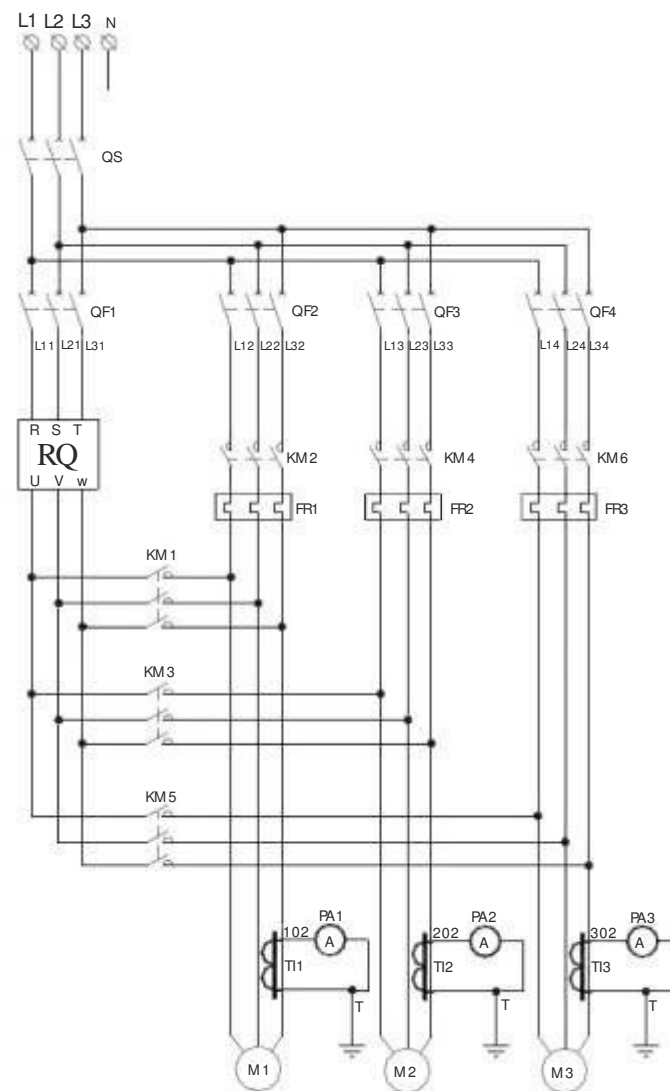 L1 L2 L3 N
QS
QF1 QF2 QF3 QF4
L11 L21 L31 L12 L22 L32 L13 L23 L33 L14 L24 L34
R S T
RQ
U V w
KM2 KM4 KM6
FR1 FR2 FR3
KM1
KM3
KM5
PA1 PA2 PA3
102 A 202 A 302 A
TI1 TI2 TI3
T T T
M1 M2 M3